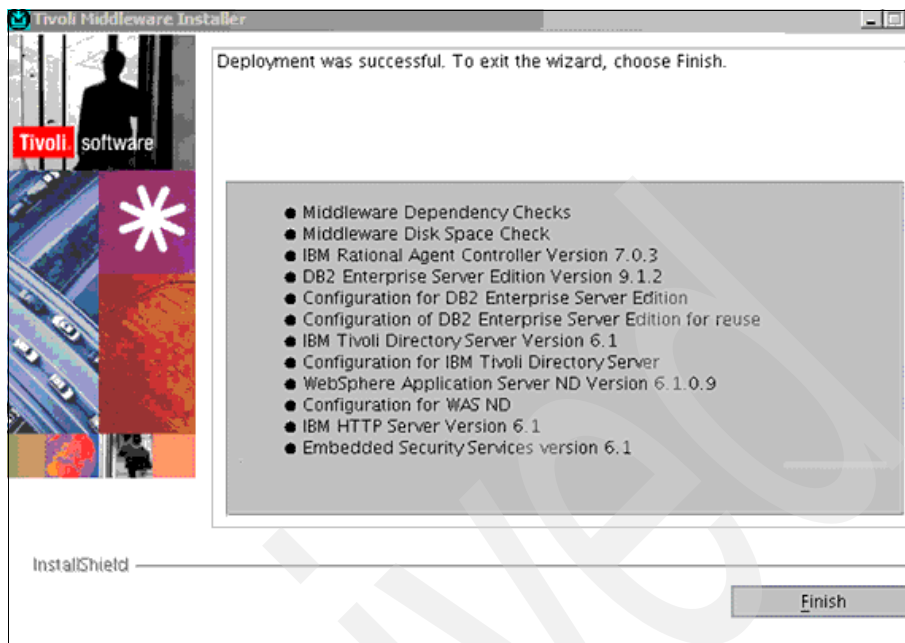 Tivoli Middleware Installer
Deployment was successful. To exit the wizard, choose Finish.
Tivoli. software
Middleware Dependency Checks
Middleware Disk Space Check
IBM Rational Agent Controller Version 7.0.3
DB2 Enterprise Server Edition Version 9.1.2
Configuration for DB2 Enterprise Server Edition
Configuration of DB2 Enterprise Server Edition for reuse
IBM Tivoli Directory Server Version 6.1
Configuration for IBM Tivoli Directory Server
WebSphere Application Server ND Version 6.1.0.9
Configuration for WAS ND
IBM HTTP Server Version 6.1
Embedded Security Services version 6.1
InstallShield
Finish